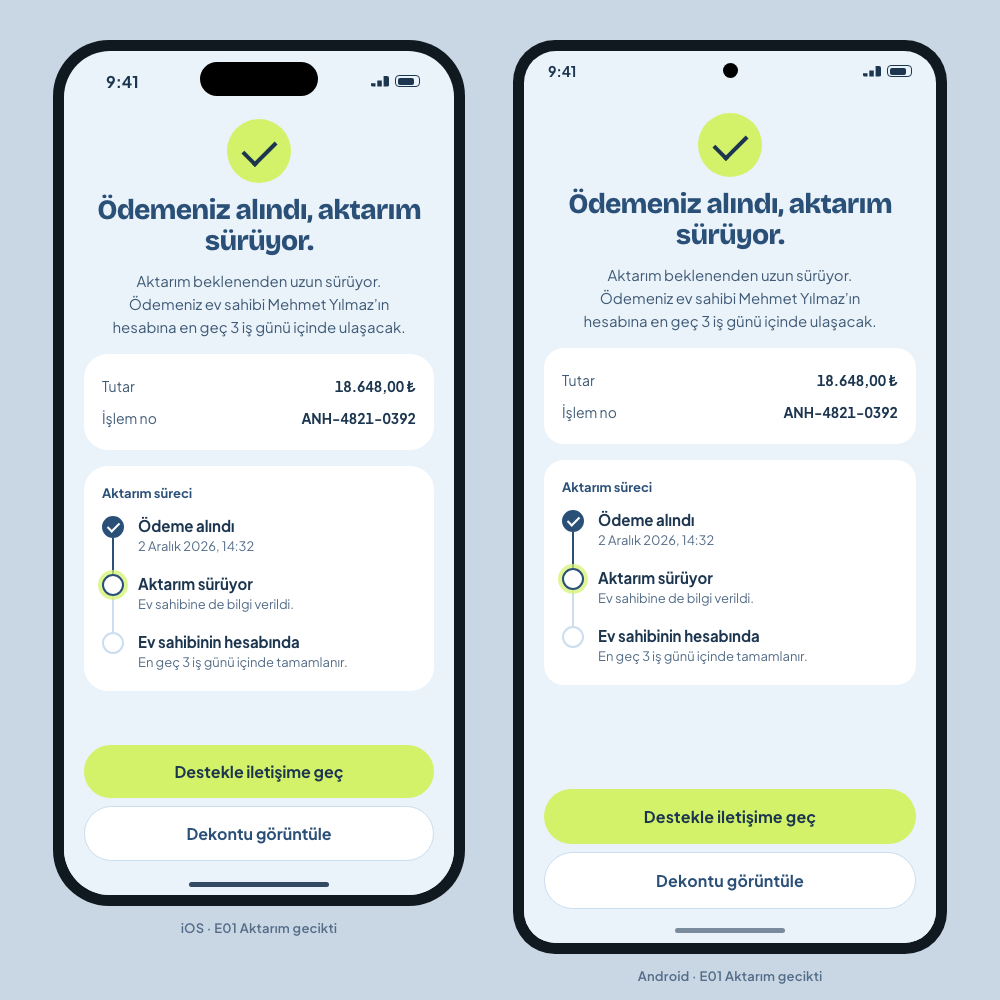 9:41
Ödemeniz alındı, aktarım
sürüyor.
Aktarım beklenenden uzun sürüyor.
Ödemeniz ev sahibi Mehmet Yılmaz'ın
hesabına en geç 3 iş günü içinde ulaşacak.
Tutar 18.648,00 ₺
İşlem no ANH-4821-0392
Aktarım süreci
Ödeme alındı
2 Aralık 2026, 14:32
Aktarım sürüyor
Ev sahibine de bilgi verildi.
Ev sahibinin hesabında
En geç 3 iş günü içinde tamamlanır.
Destekle iletişime geç
Dekontu görüntüle
iOS · E01 Aktarım gecikti
9:41
Ödemeniz alındı, aktarım
sürüyor.
Aktarım beklenenden uzun sürüyor.
Ödemeniz ev sahibi Mehmet Yılmaz'ın
hesabına en geç 3 iş günü içinde ulaşacak.
Tutar 18.648,00 ₺
İşlem no ANH-4821-0392
Aktarım süreci
Ödeme alındı
2 Aralık 2026, 14:32
Aktarım sürüyor
Ev sahibine de bilgi verildi.
Ev sahibinin hesabında
En geç 3 iş günü içinde tamamlanır.
Destekle iletişime geç
Dekontu görüntüle
Android · E01 Aktarım gecikti